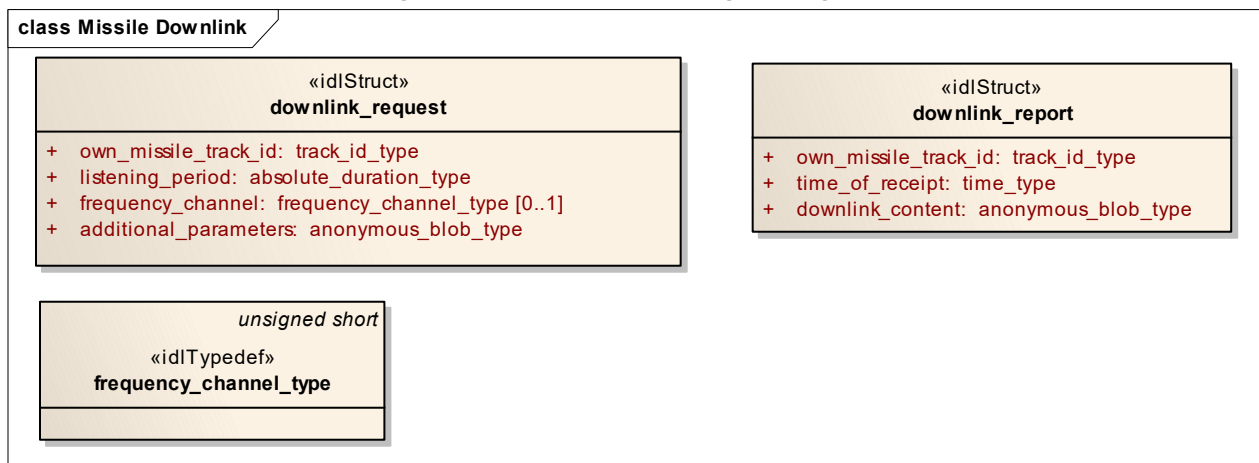 class Missile Downlink
«idlStruct»
downlink_request
+ own_missile_track_id: track_id_type
+ listening_period: absolute_duration_type
+ frequency_channel: frequency_channel_type [0..1]
+ additional_parameters: anonymous_blob_type
«idlStruct»
downlink_report
+ own_missile_track_id: track_id_type
+ time_of_receipt: time_type
+ downlink_content: anonymous_blob_type
unsigned short
«idlTypedef»
frequency_channel_type